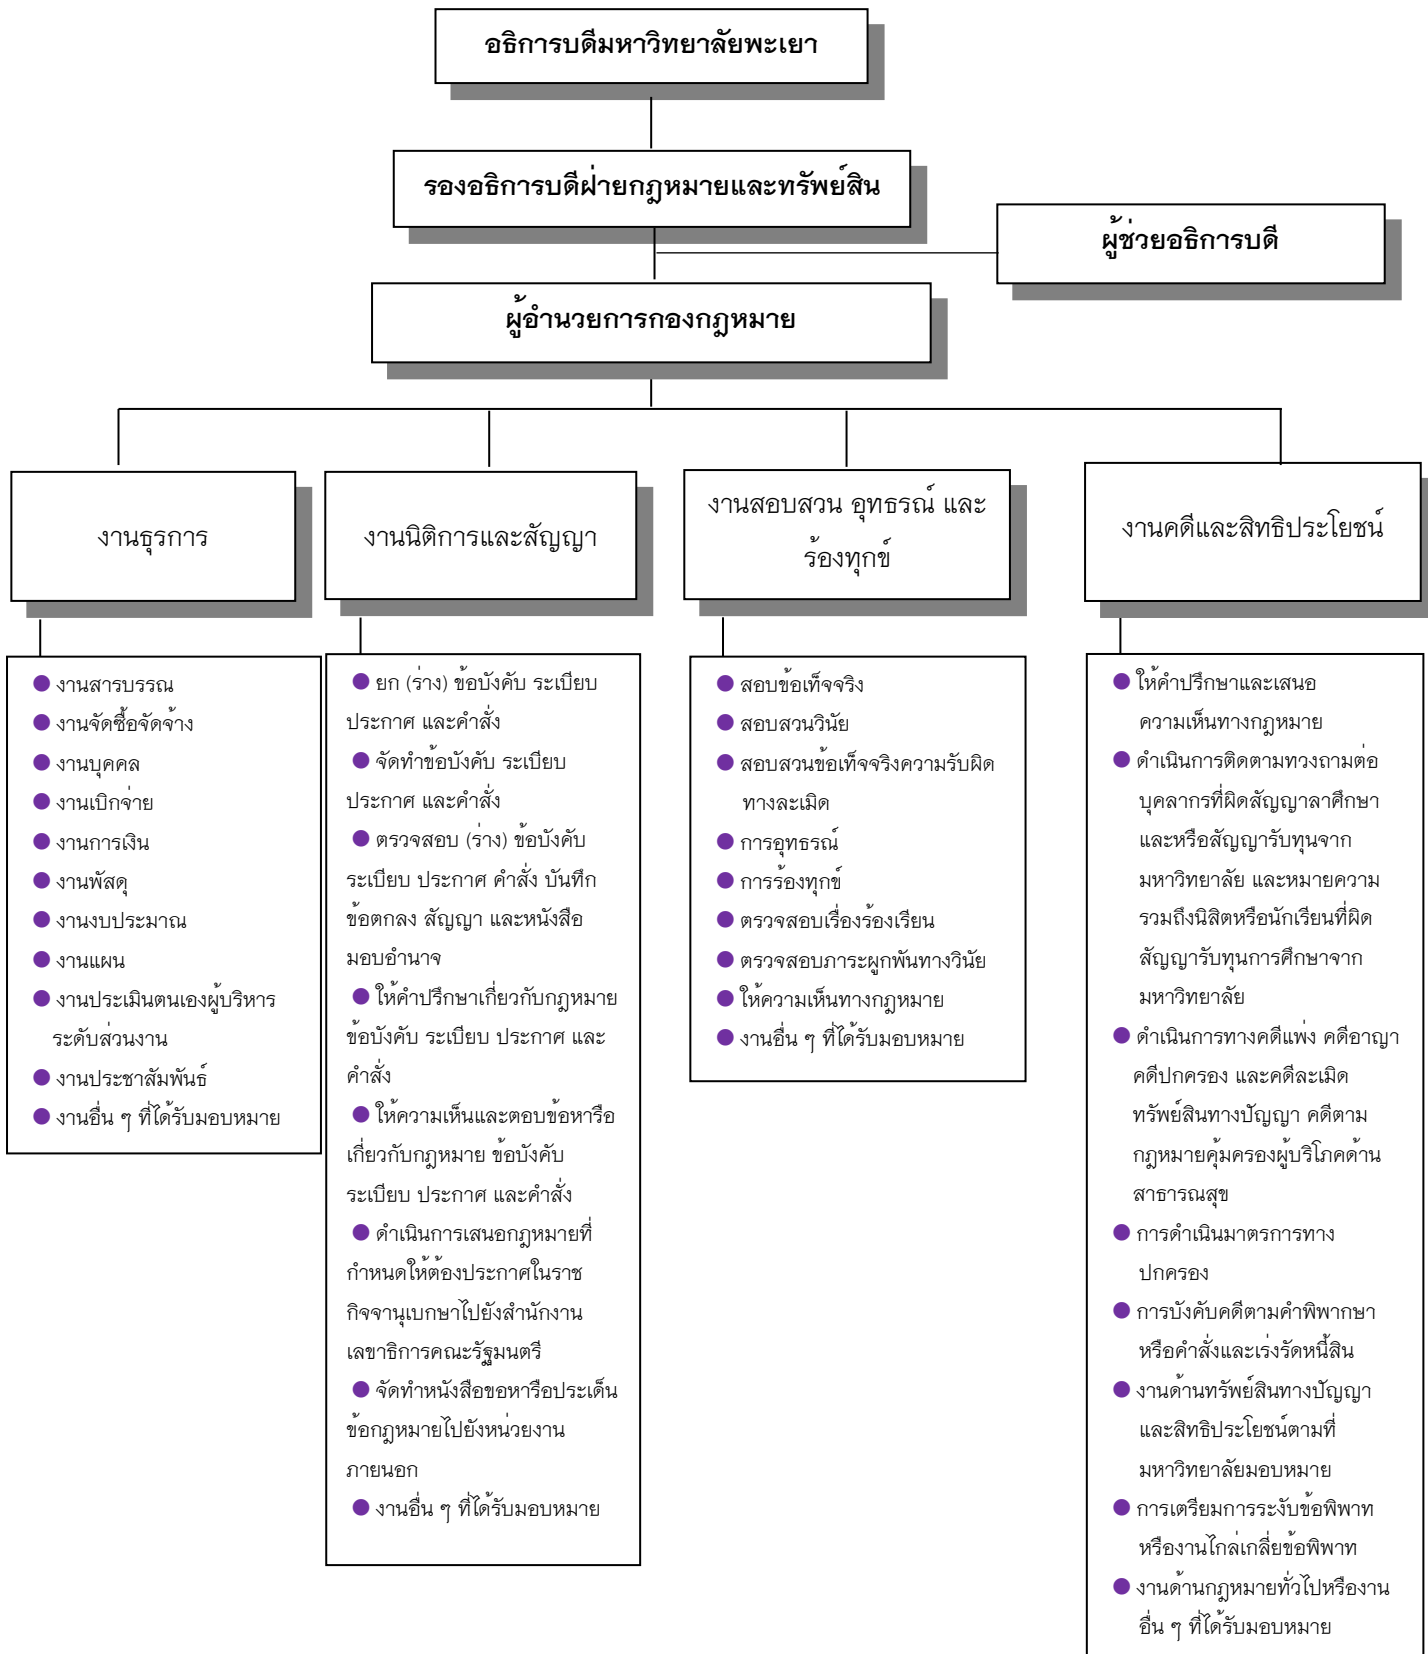 อธิการบดีมหาวิทยาลัยพะเยา
รองอธิการบดีฝ่ายกฎหมายและทรัพย์สิน
ผู้ช่วยอธิการบดี
ผู้อำนวยการกองกฎหมาย
งานธุรการ
● งานสารบรรณ
● งานจัดซื้อจัดจ้าง
● งานบุคคล
● งานเบิกจ่าย
● งานการเงิน
● งานพัสดุ
● งานงบประมาณ
● งานแผน
● งานประเมินตนเองผู้บริหาร
ระดับส่วนงาน
● งานประชาสัมพันธ์
● งานอื่น ๆ ที่ได้รับมอบหมาย
งานนิติการและสัญญา
● ยก (ร่าง) ข้อบังคับ ระเบียบ
ประกาศ และคำสั่ง
● จัดทำข้อบังคับ ระเบียบ
ประกาศ และคำสั่ง
● ตรวจสอบ (ร่าง) ข้อบังคับ
ระเบียบ ประกาศ คำสั่ง บันทึก
ข้อตกลง สัญญา และหนังสือ
มอบอำนาจ
● ให้คำปรึกษาเกี่ยวกับกฎหมาย
ข้อบังคับ ระเบียบ ประกาศ และ
คำสั่ง
● ให้ความเห็นและตอบข้อหารือ
เกี่ยวกับกฎหมาย ข้อบังคับ
ระเบียบ ประกาศ และคำสั่ง
● ดำเนินการเสนอกฎหมายที่
กำหนดให้ต้องประกาศในราช
กิจจานุเบกษาไปยังสำนักงาน
เลขาธิการคณะรัฐมนตรี
● จัดทำหนังสือขอหารือประเด็น
ข้อกฎหมายไปยังหน่วยงาน
ภายนอก
● งานอื่น ๆ ที่ได้รับมอบหมาย
งานสอบสวน อุทธรณ์ และ
ร้องทุกข์
● สอบข้อเท็จจริง
● สอบสวนวินัย
● สอบสวนข้อเท็จจริงความรับผิด
ทางละเมิด
● การอุทธรณ์
● การร้องทุกข์
● ตรวจสอบเรื่องร้องเรียน
● ตรวจสอบภาระผูกพันทางวินัย
● ให้ความเห็นทางกฎหมาย
● งานอื่น ๆ ที่ได้รับมอบหมาย
งานคดีและสิทธิประโยชน์
● ให้คำปรึกษาและเสนอ
ความเห็นทางกฎหมาย
● ดำเนินการติดตามทวงถามต่อ
บุคลากรที่ผิดสัญญาลาศึกษา
และหรือสัญญารับทุนจาก
มหาวิทยาลัย และหมายความ
รวมถึงนิสิตหรือนักเรียนที่ผิด
สัญญารับทุนการศึกษาจาก
มหาวิทยาลัย
● ดำเนินการทางคดีแพ่ง คดีอาญา
คดีปกครอง และคดีละเมิด
ทรัพย์สินทางปัญญา คดีตาม
กฎหมายคุ้มครองผู้บริโภคด้าน
สาธารณสุข
● การดำเนินมาตรการทาง
ปกครอง
● การบังคับคดีตามคำพิพากษา
หรือคำสั่งและเร่งรัดหนี้สิน
● งานด้านทรัพย์สินทางปัญญา
และสิทธิประโยชน์ตามที่
มหาวิทยาลัยมอบหมาย
● การเตรียมการระงับข้อพิพาท
หรืองานไกล่เกลี่ยข้อพิพาท
● งานด้านกฎหมายทั่วไปหรืองาน
อื่น ๆ ที่ได้รับมอบหมาย